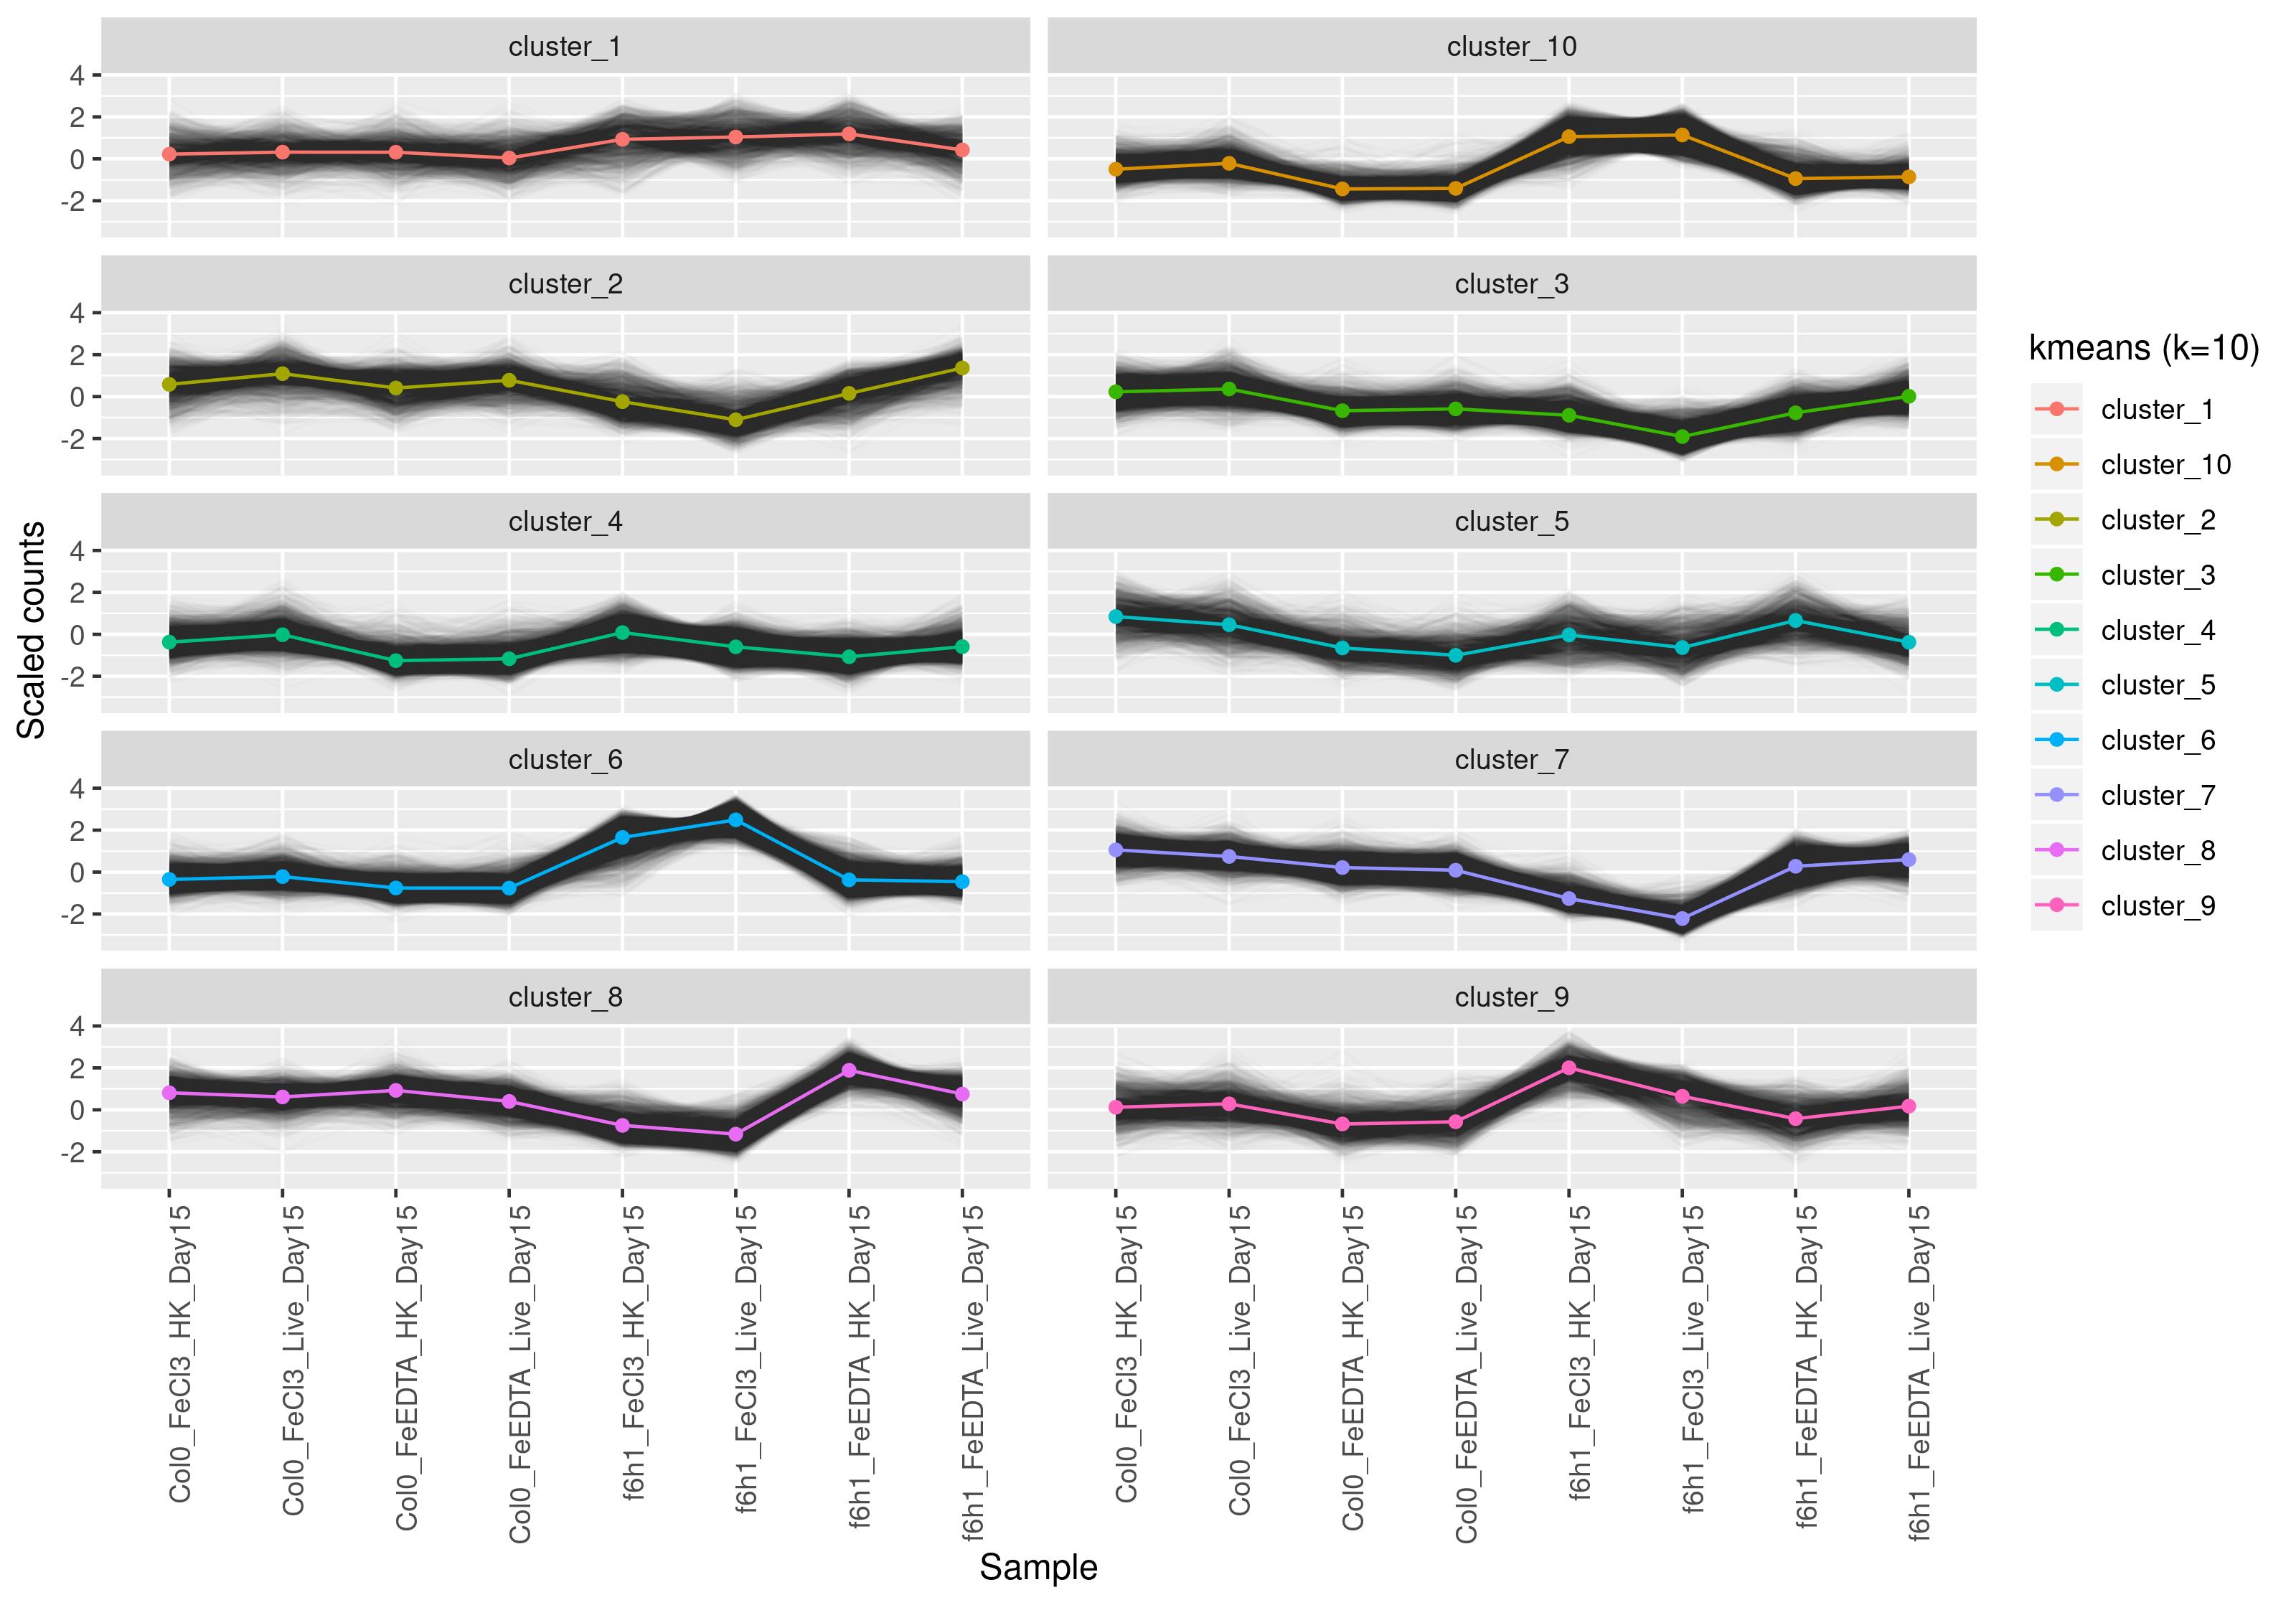 cluster_1
cluster_10
4
2
0
-2
cluster_2
cluster_3
4
2
0
-2
cluster_4
cluster_5
4
2
0
-2
cluster_6
cluster_7
4
2
0
-2
cluster_8
cluster_9
4
2
0
-2
Col0_FeCl3_HK_Day15
Col0_FeCl3_Live_Day15
Col0_FeEDTA_HK_Day15
Col0_FeEDTA_Live_Day15
f6h1_FeCl3_HK_Day15
f6h1_FeCl3_Live_Day15
f6h1_FeEDTA_HK_Day15
f6h1_FeEDTA_Live_Day15
Col0_FeCl3_HK_Day15
Col0_FeCl3_Live_Day15
Col0_FeEDTA_HK_Day15
Col0_FeEDTA_Live_Day15
f6h1_FeCl3_HK_Day15
f6h1_FeCl3_Live_Day15
f6h1_FeEDTA_HK_Day15
f6h1_FeEDTA_Live_Day15
Sample
Scaled counts
kmeans (k=10)
cluster_1
cluster_10
cluster_2
cluster_3
cluster_4
cluster_5
cluster_6
cluster_7
cluster_8
cluster_9